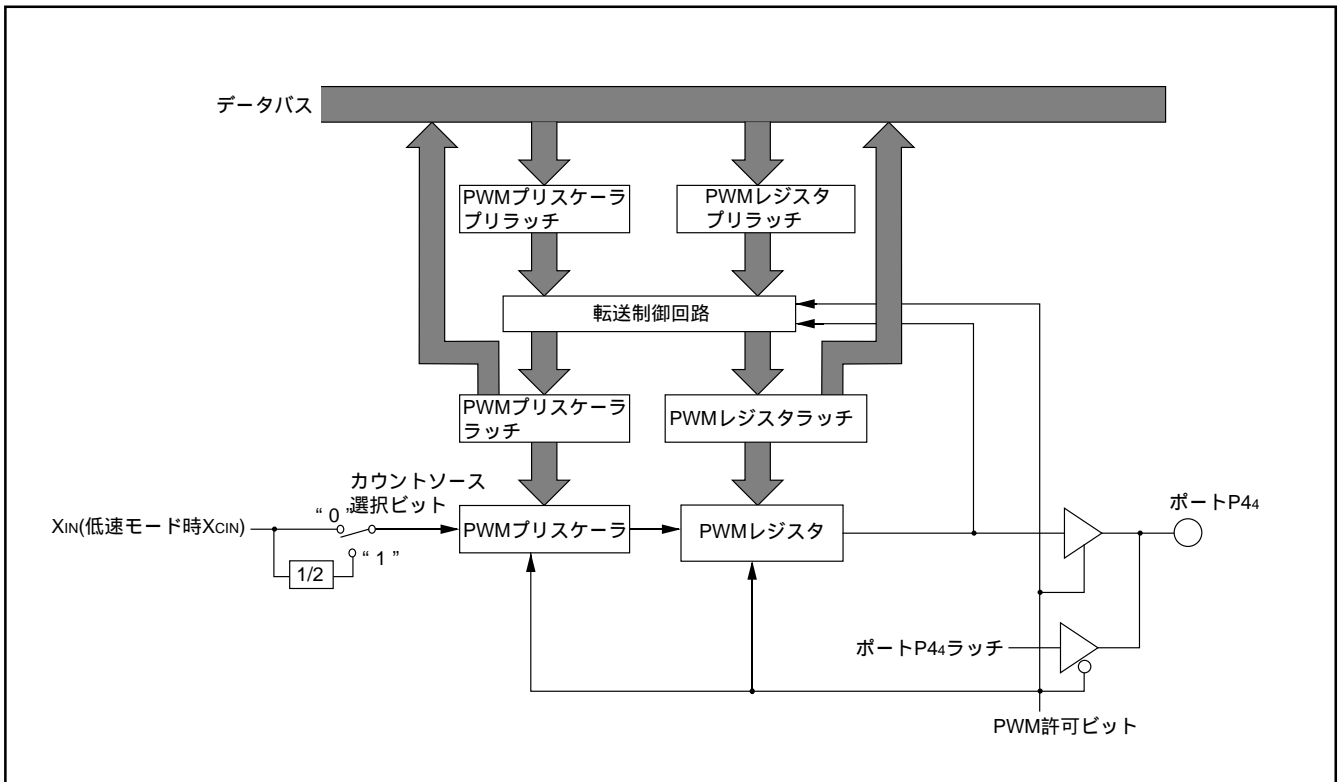 データバス
PWMプリスケーラ
プリラッチ
PWMレジスタ
プリラッチ
転送制御回路
PWMプリスケーラ
ラッチ
PWMレジスタラッチ
カウントソース
選択ビット
XIN(低速モード時XCIN)
“0”
“1”
1/2
PWMプリスケーラ
PWMレジスタ
ポートP44
ポートP44ラッチ
PWM許可ビット